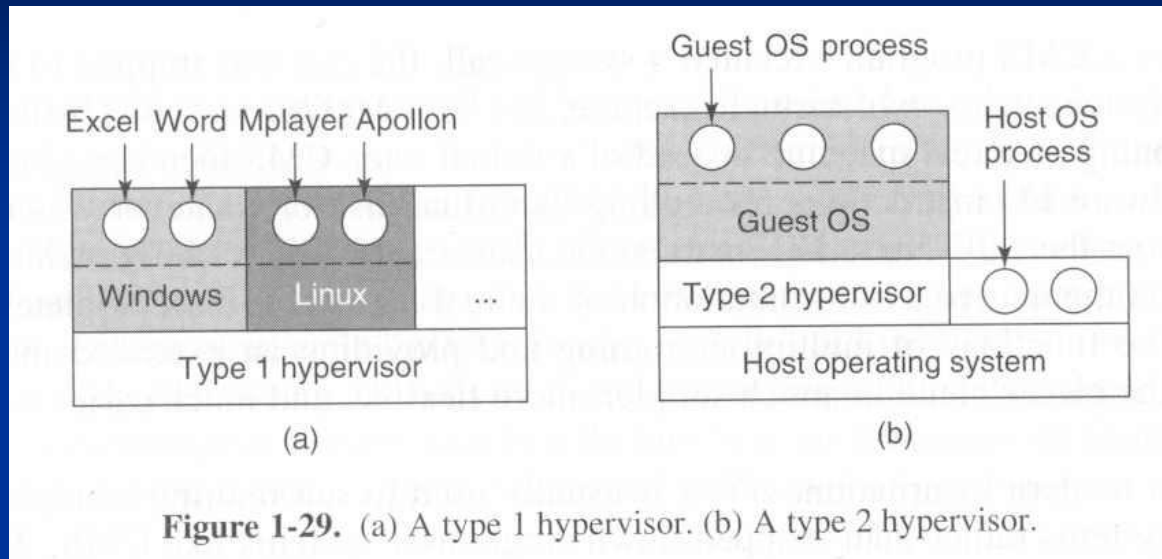 Guest OS process
Excel Word Mplayer Apollon
Host OS
process
Guest OS
Windows
Linux
...
Type 2 hypervisor
Type 1 hypervisor
Host operating system
(a)
(b)
Figure 1-29. (a) A type 1 hypervisor. (b) A type 2 hypervisor.